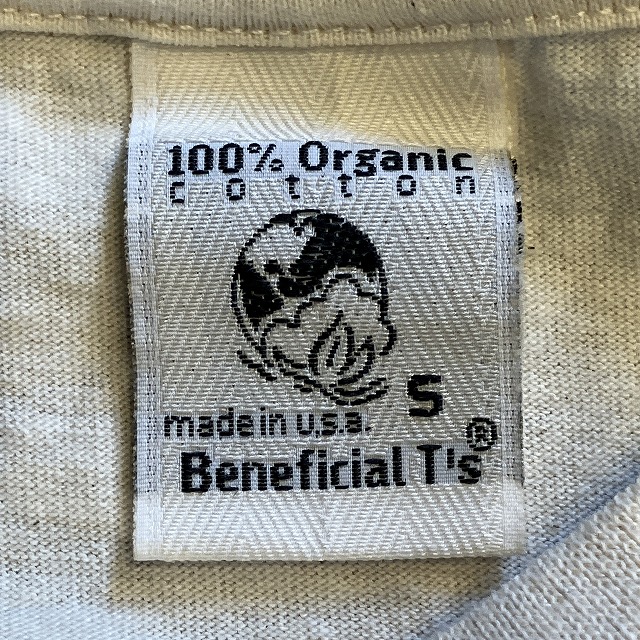 100% Organic
cotton
S
made in u.s.a.
Beneficial T's®